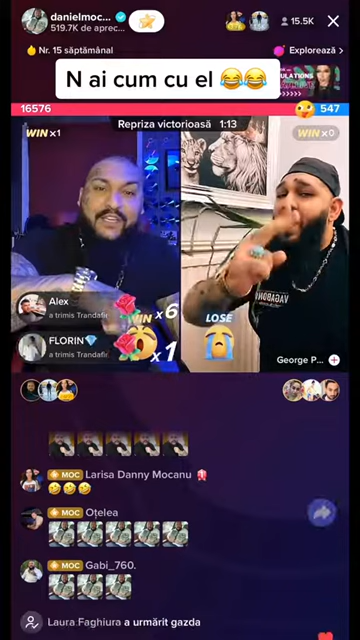 danielmoc...
519.7K de aprec...
15.5K
Nr. 15 săptămânal
Explorează >
N ai cum cu el 😂😂
16576
547
Repriza victorioasă 1:13
WIN x1
WIN x0
VAGABOND
Alex
a trimis Trandafir
WIN x6
LOSE
FLORIN💎
a trimis Trandafir
x1
George P...
MOC Larisa Danny Mocanu
🤣🤣🤣
MOC Oțelea
MOC Gabi_760.
Laura Faghiura a urmărit gazda